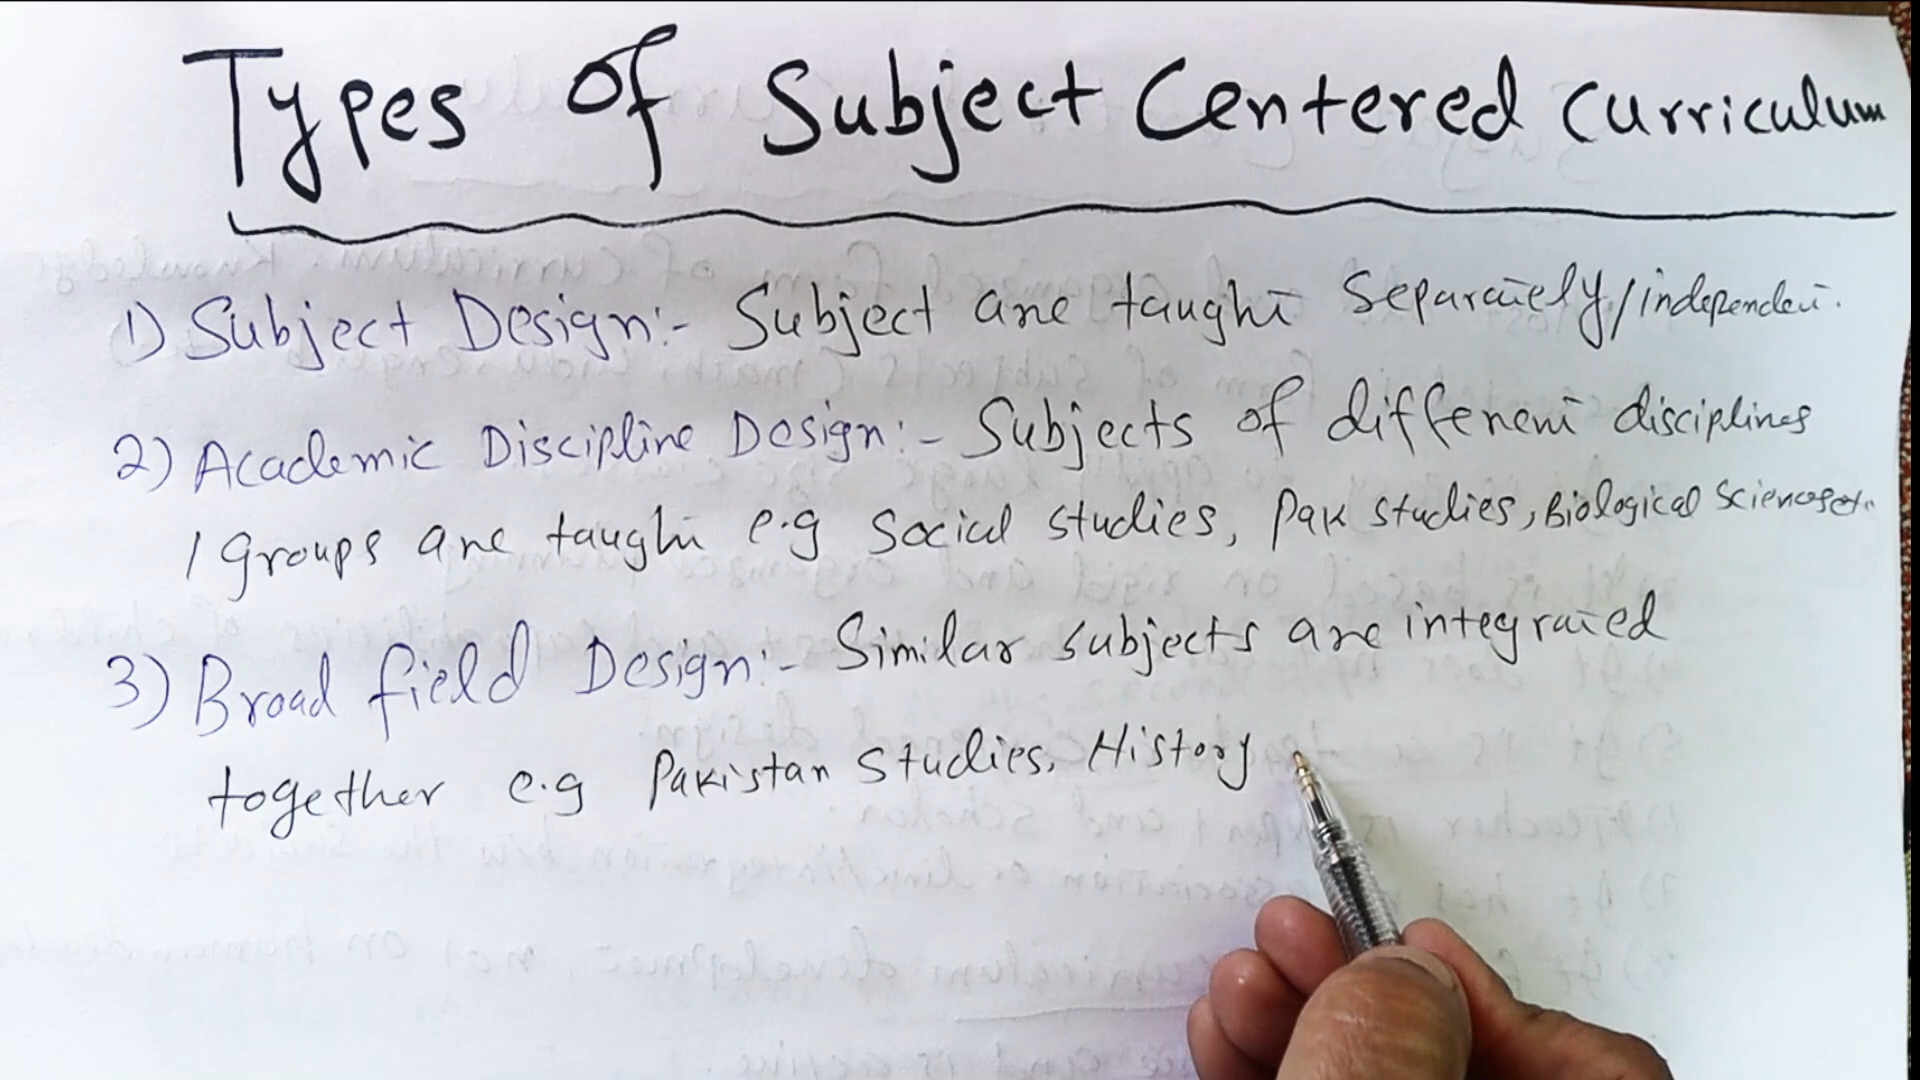 Types of Subject Centered Curriculum
1) Subject Design:- Subject are taught Separately/independent.
2) Academic Discipline Design:- Subjects of different disciplines
/ groups are taught e.g Social studies, Pak studies, Biological Sciences etc.
3) Broad field Design:- Similar subjects are integrated
together e.g Pakistan studies, History